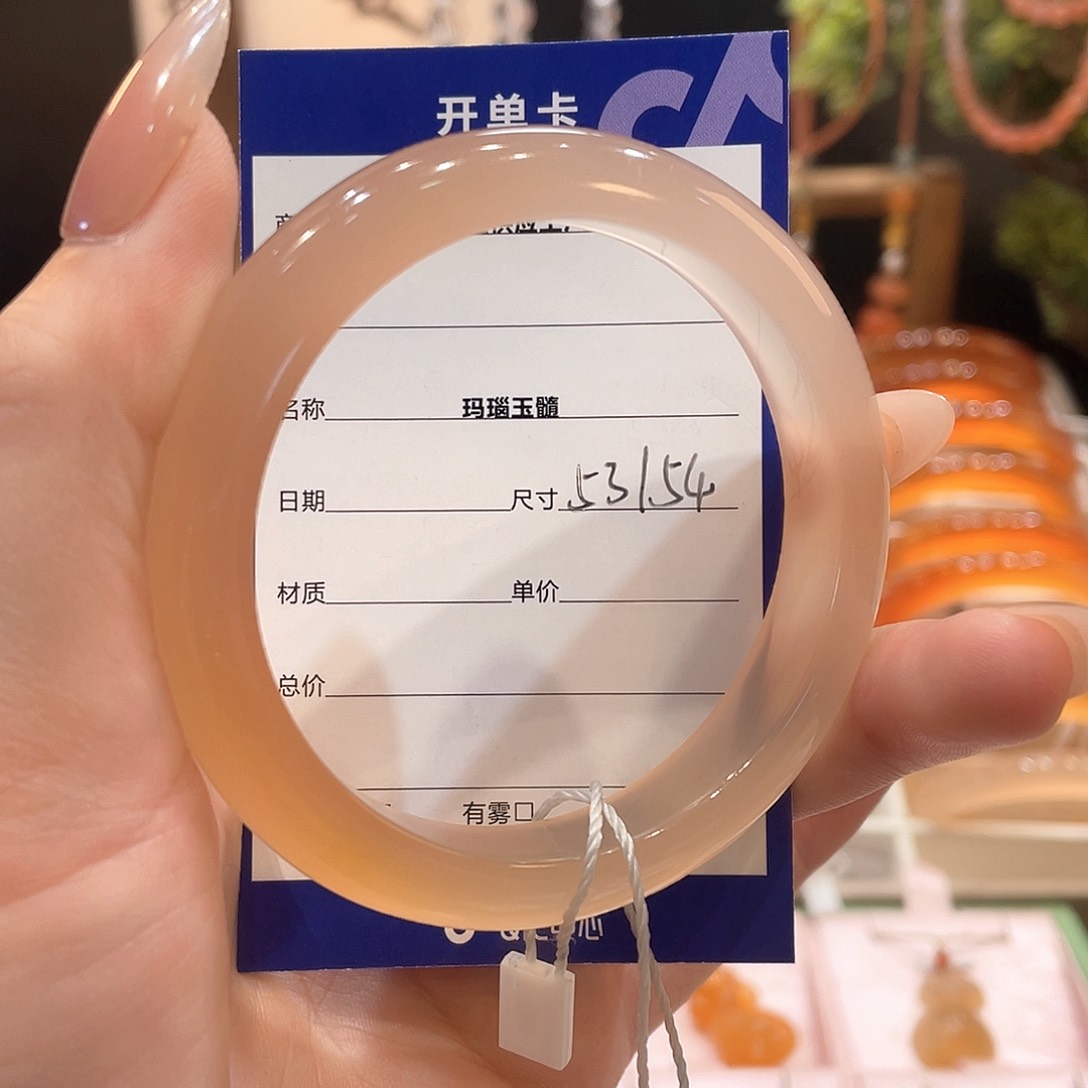 开单卡
名称 玛瑙玉髓
日期 尺寸 53/54
材质 单价
总价
有雾口